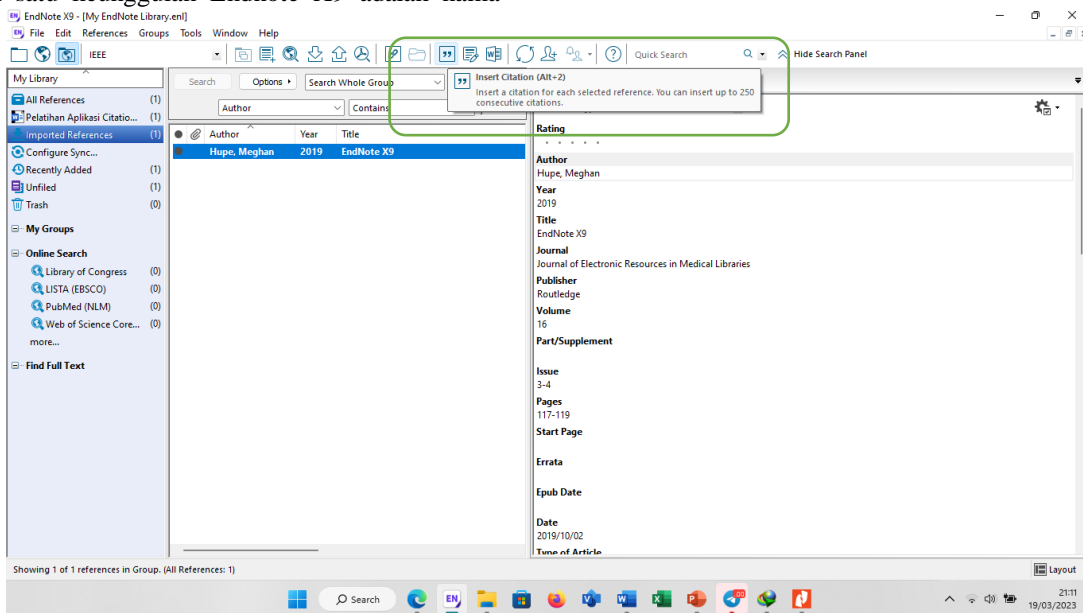 satu keunggulan Endnote X9 adalah nama
EndNote X9 - [My EndNote Library.enl]
File Edit References Groups Tools Window Help
IEEE
Quick Search
Hide Search Panel
My Library
All References (1)
Pelatihan Aplikasi Citatio... (1)
Imported References (1)
Configure Sync...
Recently Added (1)
Unfiled (1)
Trash (0)
My Groups
Online Search
Library of Congress (0)
LISTA (EBSCO) (0)
PubMed (NLM) (0)
Web of Science Core... (0)
more...
Find Full Text
Search Options Search Whole Group
Author Contains
Author Year Title
Hupe, Meghan 2019 EndNote X9
Insert Citation (Alt+2)
Insert a citation for each selected reference. You can insert up to 250
consecutive citations.
Rating
Author
Hupe, Meghan
Year
2019
Title
EndNote X9
Journal
Journal of Electronic Resources in Medical Libraries
Publisher
Routledge
Volume
16
Part/Supplement
Issue
3-4
Pages
117-119
Start Page
Errata
Epub Date
Date
2019/10/02
Type of Article
Showing 1 of 1 references in Group. (All References: 1)
Layout
Search
21:11
19/03/2023